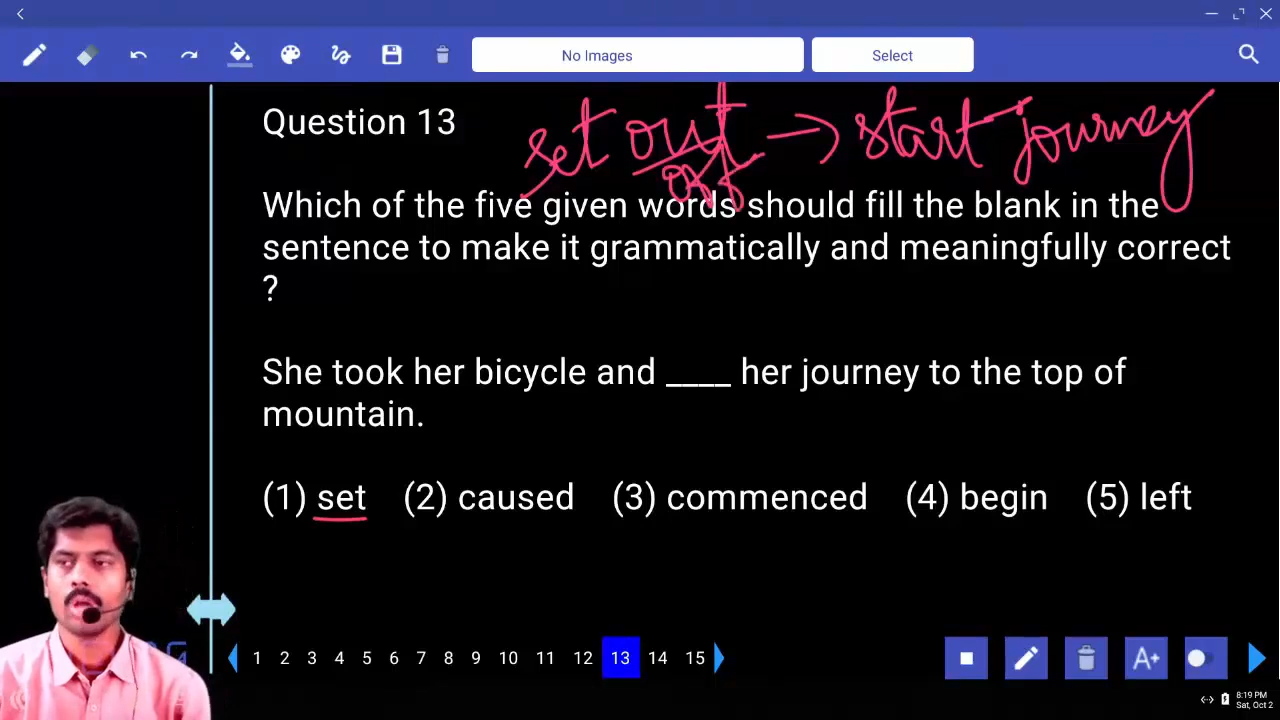 No Images
Select
Question 13
set out → start journey
off
Which of the five given words should fill the blank in the
sentence to make it grammatically and meaningfully correct
?
She took her bicycle and ____ her journey to the top of
mountain.
(1) set (2) caused (3) commenced (4) begin (5) left
1 2 3 4 5 6 7 8 9 10 11 12 13 14 15
A+
8:19 PM
Sat, Oct 2